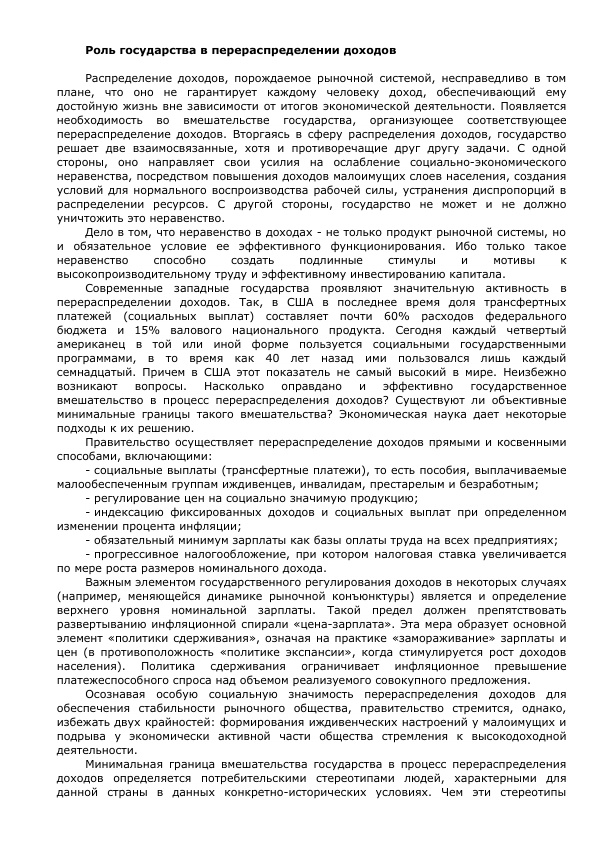 Роль государства в перераспределении доходов
Распределение доходов, порождаемое рыночной системой, несправедливо в том
плане, что оно не гарантирует каждому человеку доход, обеспечивающий ему
достойную жизнь вне зависимости от итогов экономической деятельности. Появляется
необходимость во вмешательстве государства, организующее соответствующее
перераспределение доходов. Вторгаясь в сферу распределения доходов, государство
решает две взаимосвязанные, хотя и противоречащие друг другу задачи. С одной
стороны, оно направляет свои усилия на ослабление социально-экономического
неравенства, посредством повышения доходов малоимущих слоев населения, создания
условий для нормального воспроизводства рабочей силы, устранения диспропорций в
распределении ресурсов. С другой стороны, государство не может и не должно
уничтожить это неравенство.
Дело в том, что неравенство в доходах - не только продукт рыночной системы, но
и обязательное условие ее эффективного функционирования. Ибо только такое
неравенство способно создать подлинные стимулы и мотивы к
высокопроизводительному труду и эффективному инвестированию капитала.
Современные западные государства проявляют значительную активность в
перераспределении доходов. Так, в США в последнее время доля трансфертных
платежей (социальных выплат) составляет почти 60% расходов федерального
бюджета и 15% валового национального продукта. Сегодня каждый четвертый
американец в той или иной форме пользуется социальными государственными
программами, в то время как 40 лет назад ими пользовался лишь каждый
семнадцатый. Причем в США этот показатель не самый высокий в мире. Неизбежно
возникают вопросы. Насколько оправдано и эффективно государственное
вмешательство в процесс перераспределения доходов? Существуют ли объективные
минимальные границы такого вмешательства? Экономическая наука дает некоторые
подходы к их решению.
Правительство осуществляет перераспределение доходов прямыми и косвенными
способами, включающими:
- социальные выплаты (трансфертные платежи), то есть пособия, выплачиваемые
малообеспеченным группам иждивенцев, инвалидам, престарелым и безработным;
- регулирование цен на социально значимую продукцию;
- индексацию фиксированных доходов и социальных выплат при определенном
изменении процента инфляции;
- обязательный минимум зарплаты как базы оплаты труда на всех предприятиях;
- прогрессивное налогообложение, при котором налоговая ставка увеличивается
по мере роста размеров номинального дохода.
Важным элементом государственного регулирования доходов в некоторых случаях
(например, меняющейся динамике рыночной конъюнктуры) является и определение
верхнего уровня номинальной зарплаты. Такой предел должен препятствовать
развертыванию инфляционной спирали «цена-зарплата». Эта мера образует основной
элемент «политики сдерживания», означая на практике «замораживание» зарплаты и
цен (в противоположность «политике экспансии», когда стимулируется рост доходов
населения). Политика сдерживания ограничивает инфляционное превышение
платежеспособного спроса над объемом реализуемого совокупного предложения.
Осознавая особую социальную значимость перераспределения доходов для
обеспечения стабильности рыночного общества, правительство стремится, однако,
избежать двух крайностей: формирования иждивенческих настроений у малоимущих и
подрыва у экономически активной части общества стремления к высокодоходной
деятельности.
Минимальная граница вмешательства государства в процесс перераспределения
доходов определяется потребительскими стереотипами людей, характерными для
данной страны в данных конкретно-исторических условиях. Чем эти стереотипы